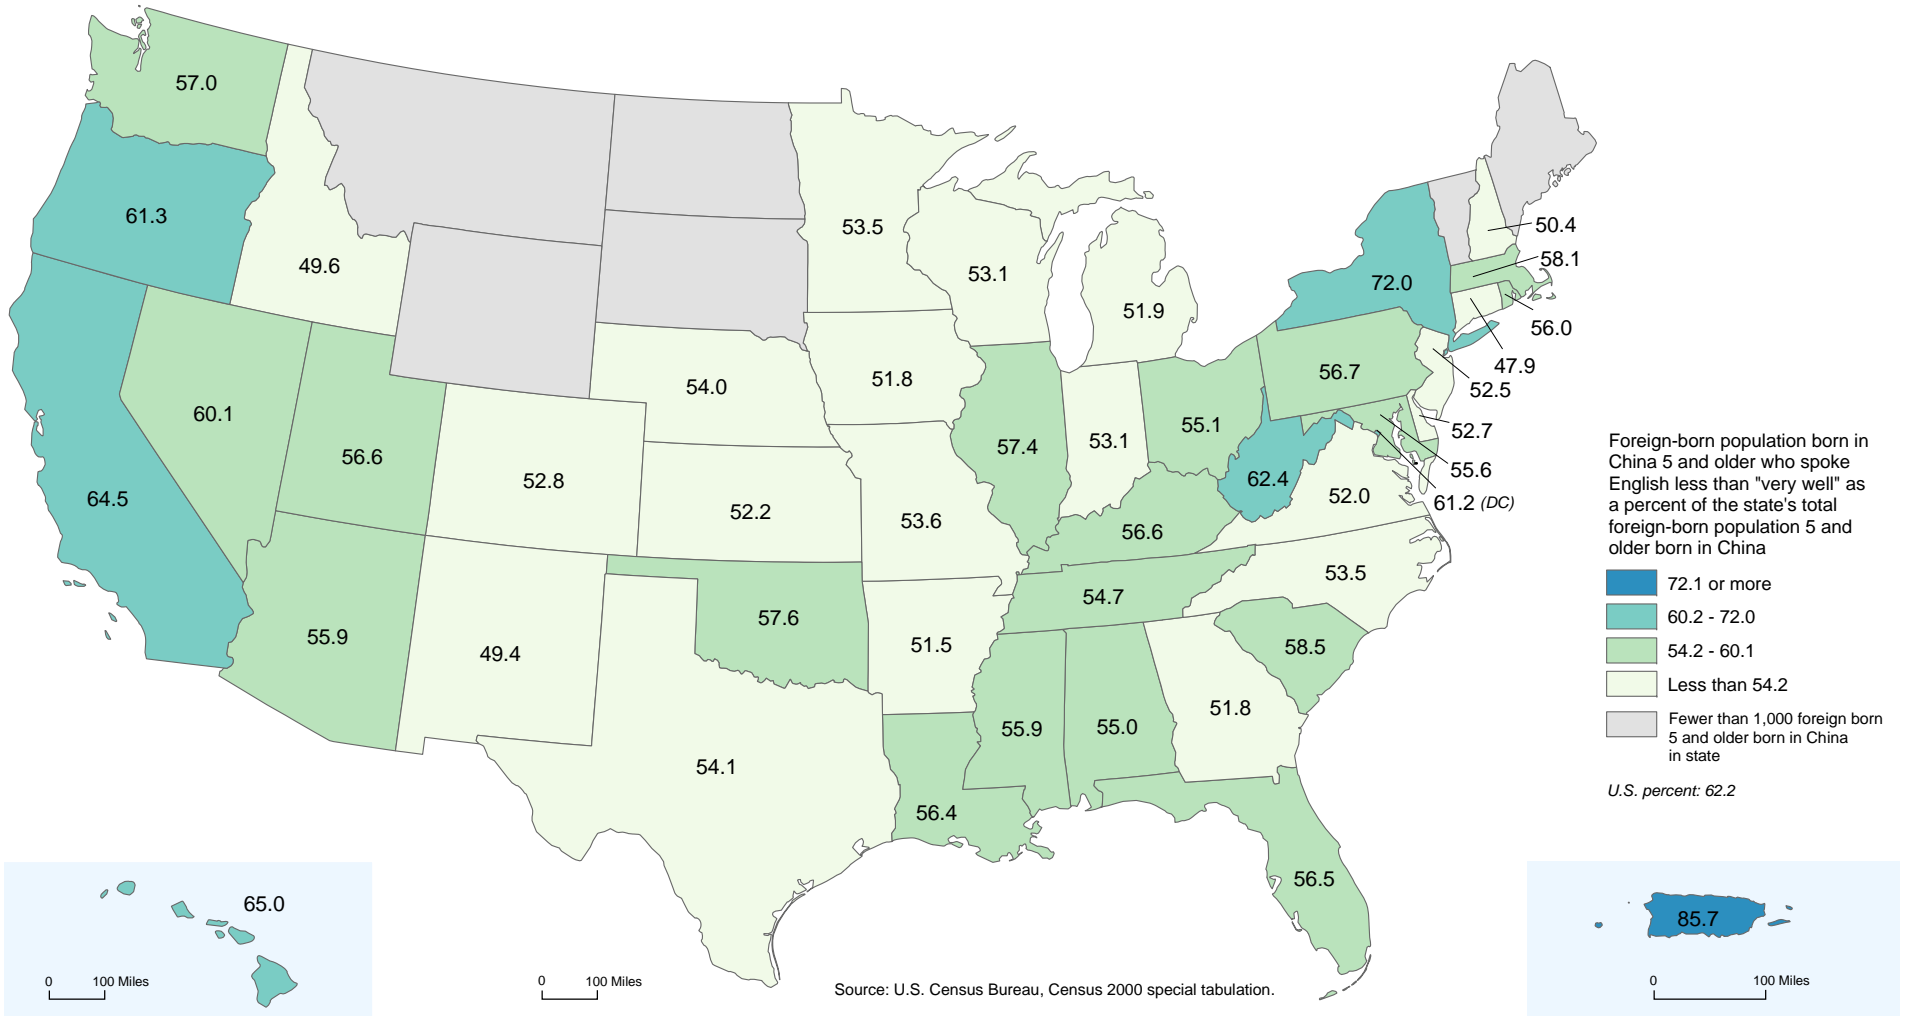 57.0
61.3
49.6
53.5
53.1
51.9
72.0
50.4
58.1
56.0
47.9
52.5
52.7
55.6
61.2 (DC)
64.5
60.1
56.6
52.8
54.0
51.8
52.2
53.6
57.4
53.1
55.1
56.7
62.4
52.0
56.6
53.5
54.7
55.9
49.4
57.6
51.5
58.5
51.8
55.0
55.9
56.4
54.1
56.5
Foreign-born population born in
China 5 and older who spoke
English less than "very well" as
a percent of the state's total
foreign-born population 5 and
older born in China
72.1 or more
60.2 - 72.0
54.2 - 60.1
Less than 54.2
Fewer than 1,000 foreign born
5 and older born in China
in state
U.S. percent: 62.2
65.0
0 100 Miles
0 100 Miles
Source: U.S. Census Bureau, Census 2000 special tabulation.
85.7
0 100 Miles